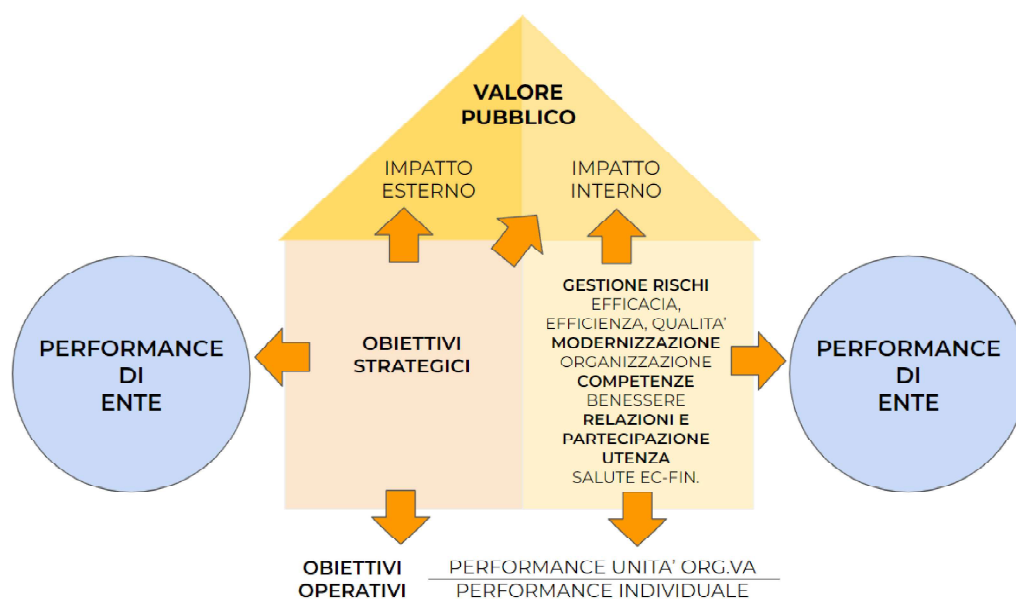 VALORE
PUBBLICO
IMPATTO
ESTERNO
IMPATTO
INTERNO
PERFORMANCE
DI
ENTE
OBIETTIVI
STRATEGICI
GESTIONE RISCHI
EFFICACIA,
EFFICIENZA, QUALITA'
MODERNIZZAZIONE
ORGANIZZAZIONE
COMPETENZE
BENESSERE
RELAZIONI E
PARTECIPAZIONE
UTENZA
SALUTE EC-FIN.
PERFORMANCE
DI
ENTE
OBIETTIVI
OPERATIVI
PERFORMANCE UNITA' ORG.VA
PERFORMANCE INDIVIDUALE